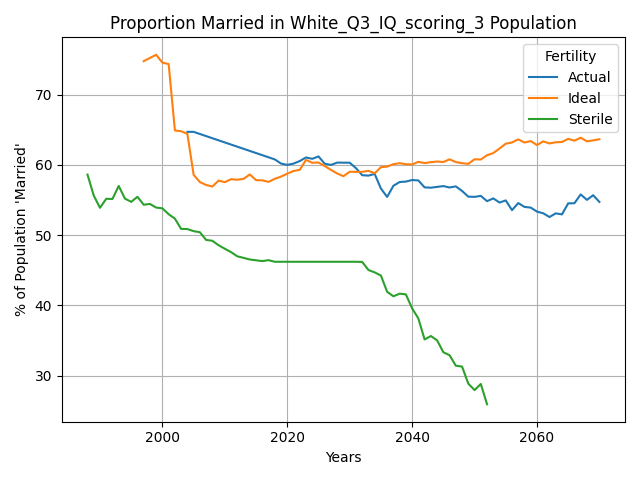 Proportion Married in White_Q3_IQ_scoring_3 Population
Fertility
Actual
Ideal
Sterile
% of Population 'Married'
70
60
50
40
30
2000
2020
2040
2060
Years